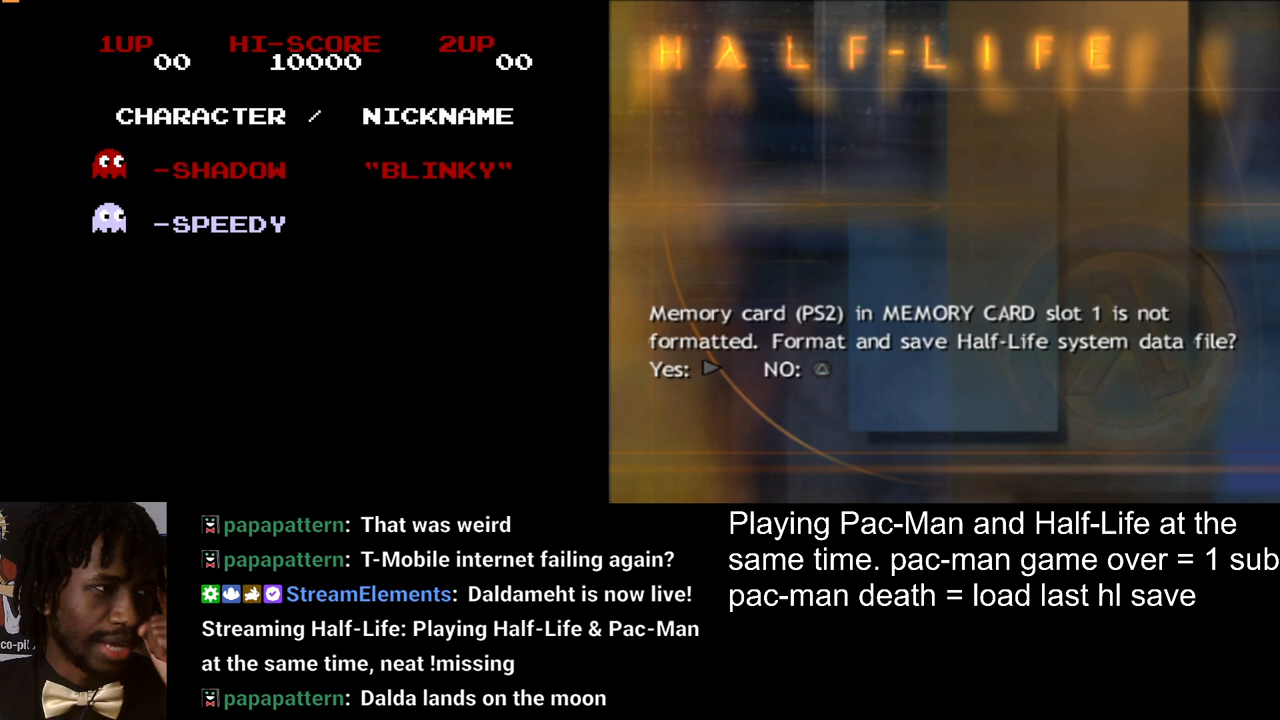 1UP HI-SCORE 2UP
00 10000 00
CHARACTER / NICKNAME
-SHADOW "BLINKY"
-SPEEDY
HALF-LIFE
Memory card (PS2) in MEMORY CARD slot 1 is not
formatted. Format and save Half-Life system data file?
Yes: NO:
co-pil
papapattern: That was weird
papapattern: T-Mobile internet failing again?
StreamElements: Daldameht is now live!
Streaming Half-Life: Playing Half-Life & Pac-Man
at the same time, neat !missing
papapattern: Dalda lands on the moon
Playing Pac-Man and Half-Life at the
same time. pac-man game over = 1 sub
pac-man death = load last hl save